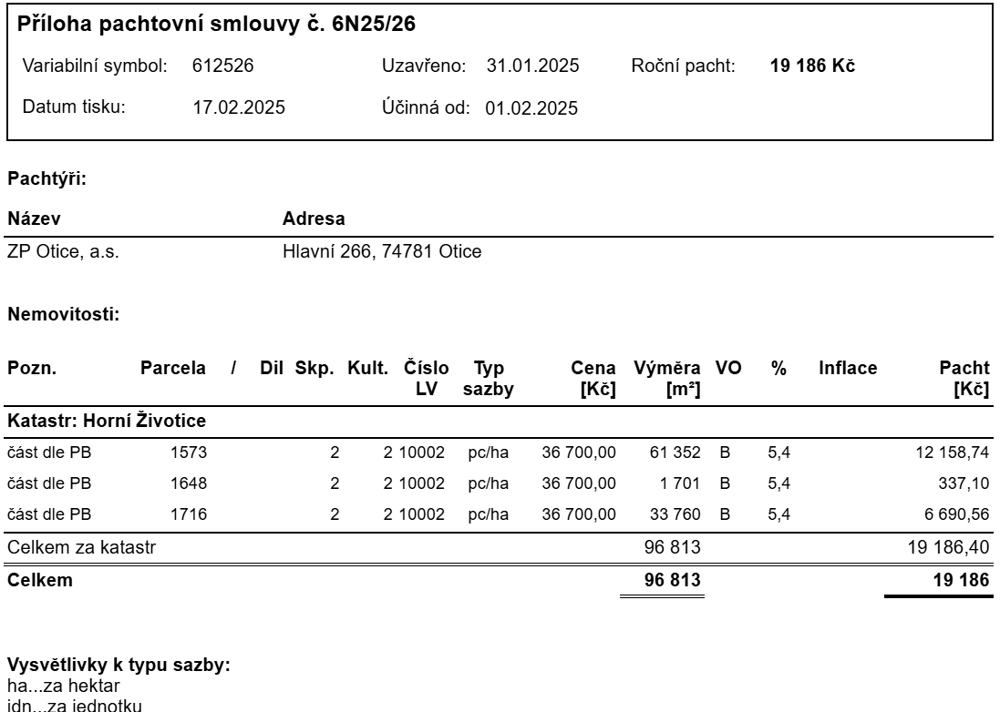 Příloha pachtovní smlouvy č. 6N25/26
Variabilní symbol: 612526 Uzavřeno: 31.01.2025 Roční pacht: 19 186 Kč
Datum tisku: 17.02.2025 Účinná od: 01.02.2025
Pachtýři:
Název Adresa
ZP Otice, a.s. Hlavní 266, 74781 Otice
Nemovitosti:
Pozn. Parcela / Dil Skp. Kult. Číslo Typ Cena Výměra VO % Inflace Pacht
LV sazby [Kč] [m²] [Kč]
Katastr: Horní Životice
část dle PB 1573 2 2 10002 pc/ha 36 700,00 61 352 B 5,4 12 158,74
část dle PB 1648 2 2 10002 pc/ha 36 700,00 1 701 B 5,4 337,10
část dle PB 1716 2 2 10002 pc/ha 36 700,00 33 760 B 5,4 6 690,56
Celkem za katastr 96 813 19 186,40
Celkem 96 813 19 186
Vysvětlivky k typu sazby:
ha...za hektar
jdn...za jednotku